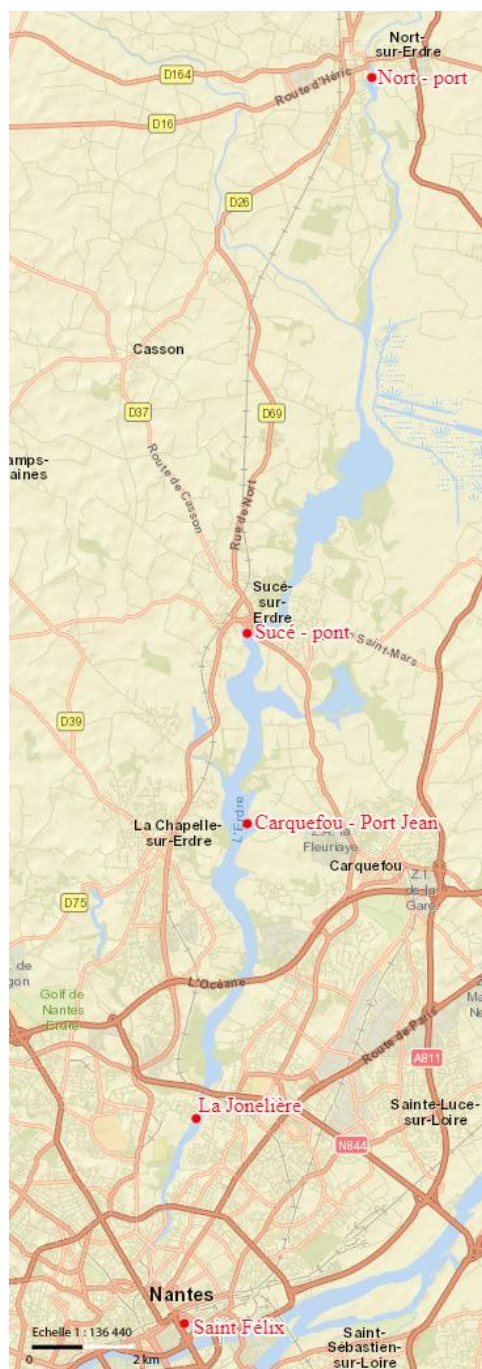 Nort-
sur-Erdre
Nort - port
D164
Route d'Héric
D16
D26
Casson
D37
D69
amps-
aines
Route de Casson
Rue de Nort
Sucé-
sur-
Erdre
Sucé - pont
Saint-Mars
D39
L'Erdre
Carquefou - Port Jean
La Chapelle-
sur-Erdre
Z.A. la
Fleuriaye
Carquefou
Z.I.
de la
Gare
D75
de
gon
L'Océane
Golf de
Nantes
Erdre
Z
Ma
Ne
Route de Paris
A811
La Jonelière
Sainte-Luce-
sur-Loire
N844
Nantes
Saint Félix
Echelle 1 : 136 440
0 2 km
Saint-
Sébastien-
sur-Loire